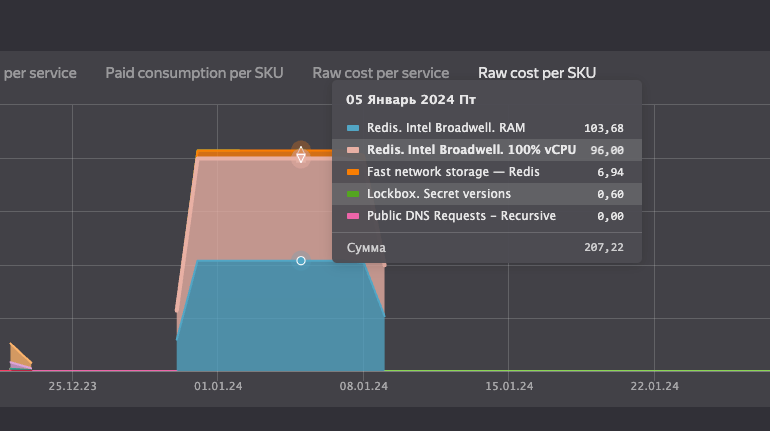 per service Paid consumption per SKU Raw cost per service Raw cost per SKU
05 Январь 2024 Пт
Redis. Intel Broadwell. RAM 103,68
Redis. Intel Broadwell. 100% vCPU 96,00
Fast network storage — Redis 6,94
Lockbox. Secret versions 0,60
Public DNS Requests – Recursive 0,00
Сумма 207,22
25.12.23 01.01.24 08.01.24 15.01.24 22.01.24